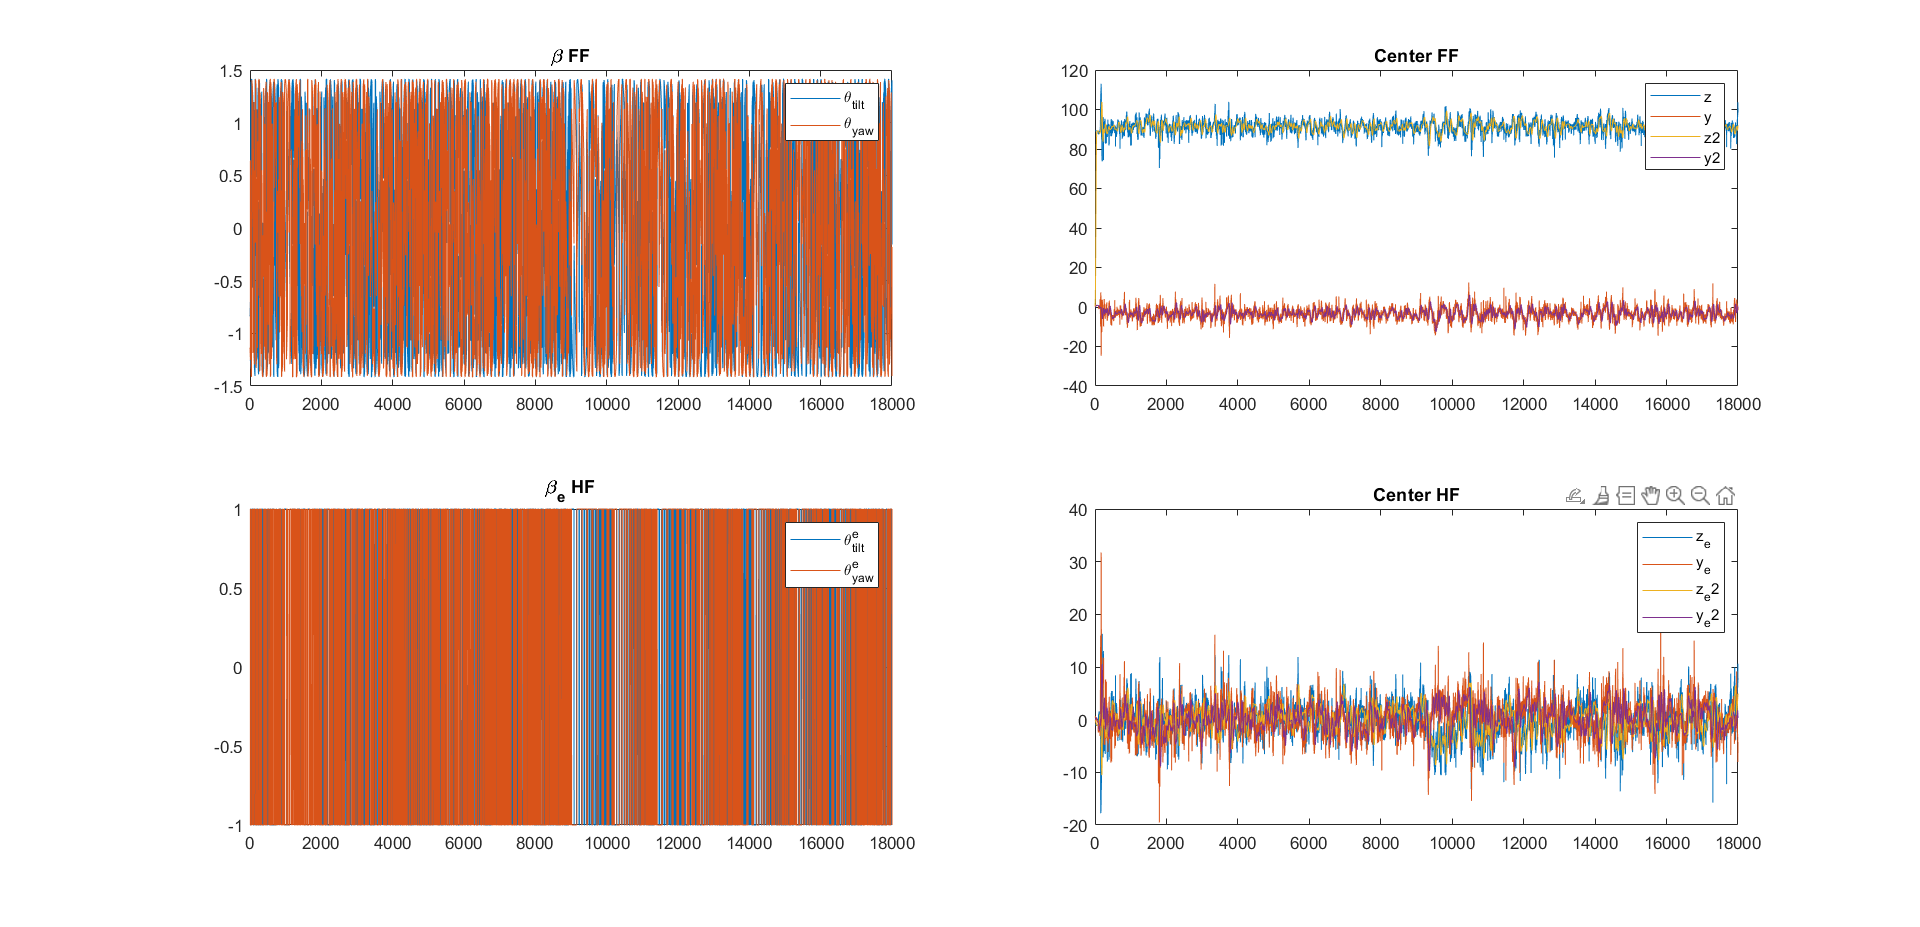 β FF
1.5
1
0.5
0
-0.5
-1
-1.5
0 2000 4000 6000 8000 10000 12000 14000 16000 18000
θtilt
θyaw
Center FF
120
100
80
60
40
20
0
-20
-40
0 2000 4000 6000 8000 10000 12000 14000 16000 18000
z
y
z2
y2
βe HF
1
0.5
0
-0.5
-1
0 2000 4000 6000 8000 10000 12000 14000 16000 18000
θetilt
θeyaw
Center HF
40
30
20
10
0
-10
-20
0 2000 4000 6000 8000 10000 12000 14000 16000 18000
ze
ye
ze2
ye2